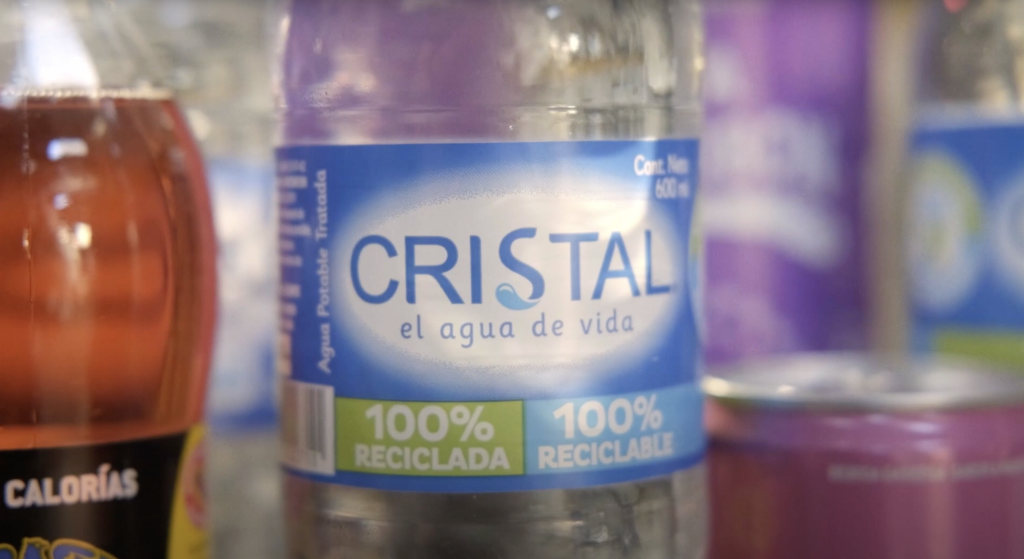 Cont. Neto
600 ml
Agua Potable Tratada
CRISTAL
el agua de vida
100%
RECICLADA
100%
RECICLABLE
CALORÍAS